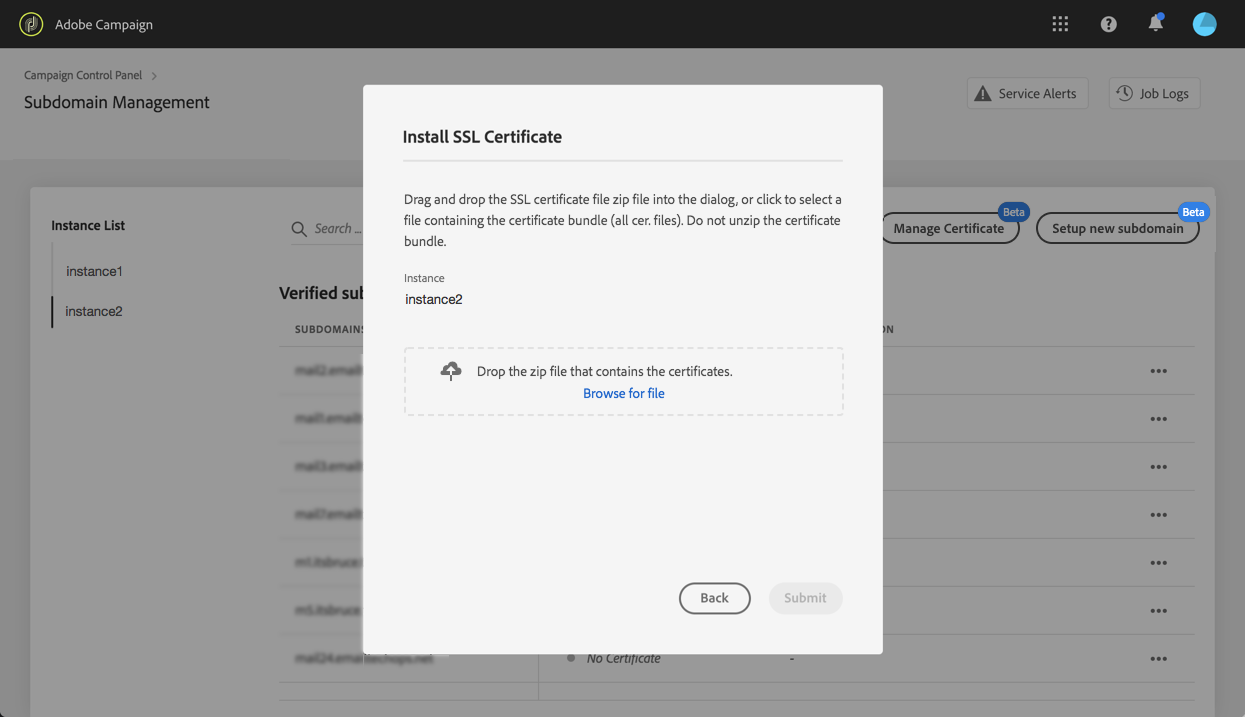 Adobe Campaign
Campaign Control Panel
Subdomain Management
Service Alerts
Job Logs
Install SSL Certificate
Drag and drop the SSL certificate file zip file into the dialog, or click to select a
file containing the certificate bundle (all cer. files). Do not unzip the certificate
bundle.
Instance
instance2
Drop the zip file that contains the certificates.
Browse for file
Back
Submit
Instance List
instance1
instance2
Search ...
Manage Certificate
Beta
Setup new subdomain
Beta
Verified
SUBDOMAINS
No Certificate
-